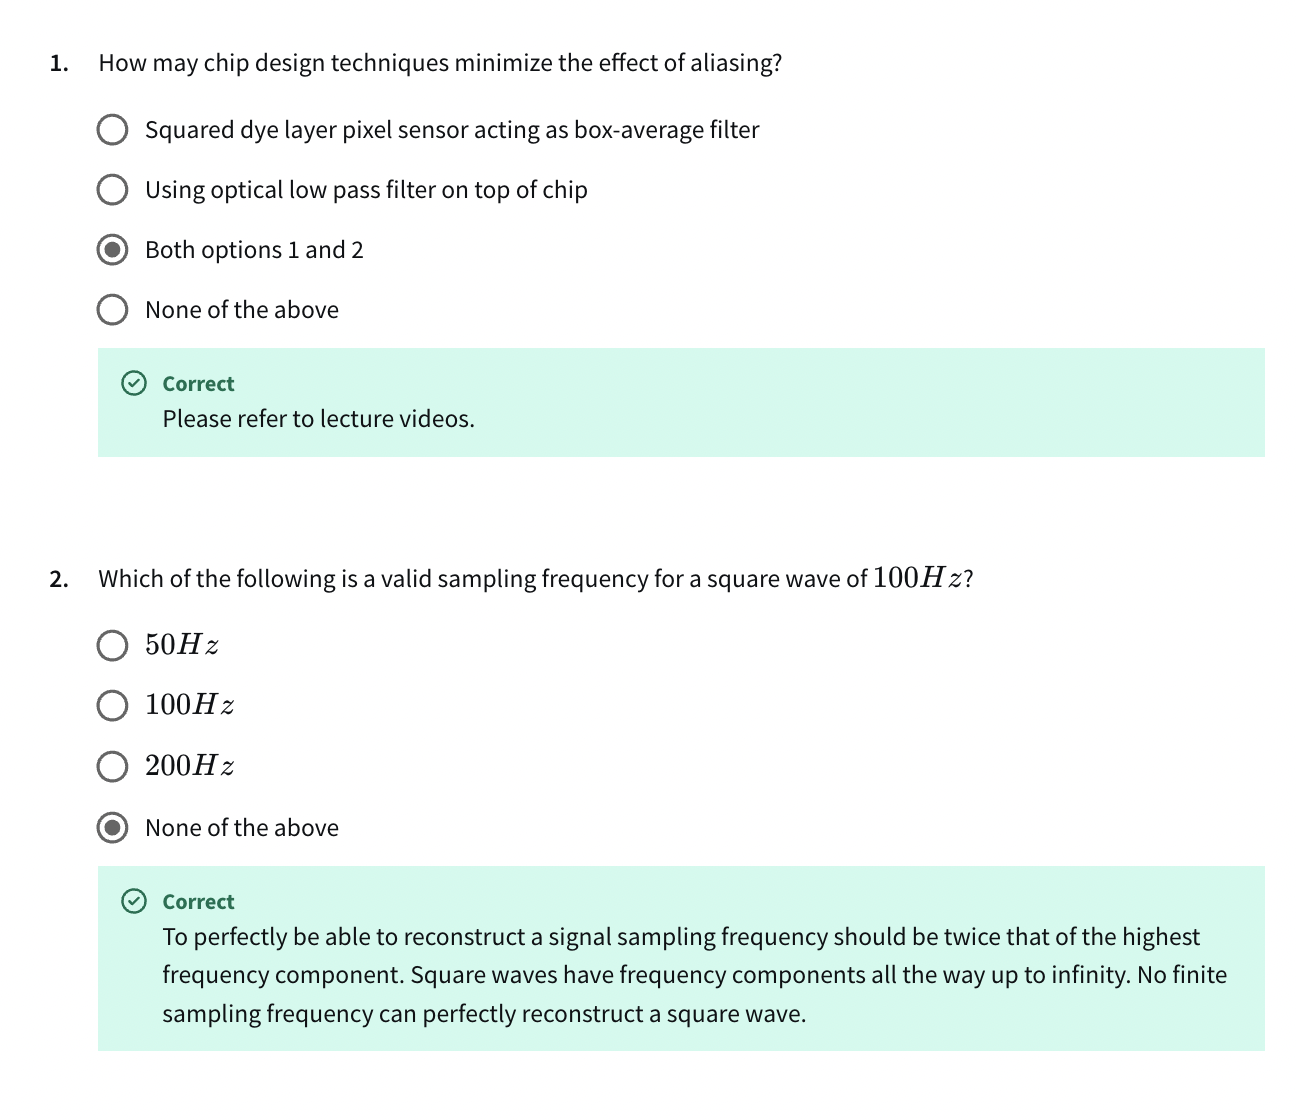 1. How may chip design techniques minimize the effect of aliasing?
Squared dye layer pixel sensor acting as box-average filter
Using optical low pass filter on top of chip
Both options 1 and 2
None of the above
Correct
Please refer to lecture videos.
2. Which of the following is a valid sampling frequency for a square wave of 100Hz?
50Hz
100Hz
200Hz
None of the above
Correct
To perfectly be able to reconstruct a signal sampling frequency should be twice that of the highest
frequency component. Square waves have frequency components all the way up to infinity. No finite
sampling frequency can perfectly reconstruct a square wave.